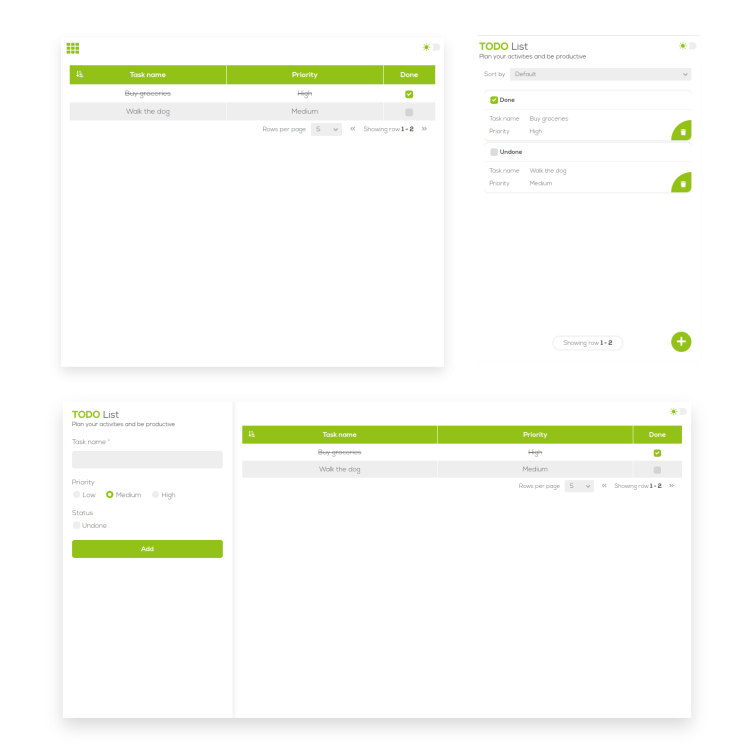 Task name Priority Done
Buy groceries High
Walk the dog Medium
Rows per page 5 « Showing row 1 - 2 »
TODO List
Plan your activities and be productive
Sort by Default
Done
Task name Buy groceries
Priority High
Undone
Task name Walk the dog
Priority Medium
Showing row 1 - 2
TODO List
Plan your activities and be productive
Task name *
Priority
Low Medium High
Status
Undone
Add
Task name Priority Done
Buy groceries High
Walk the dog Medium
Rows per page 5 « Showing row 1 - 2 »